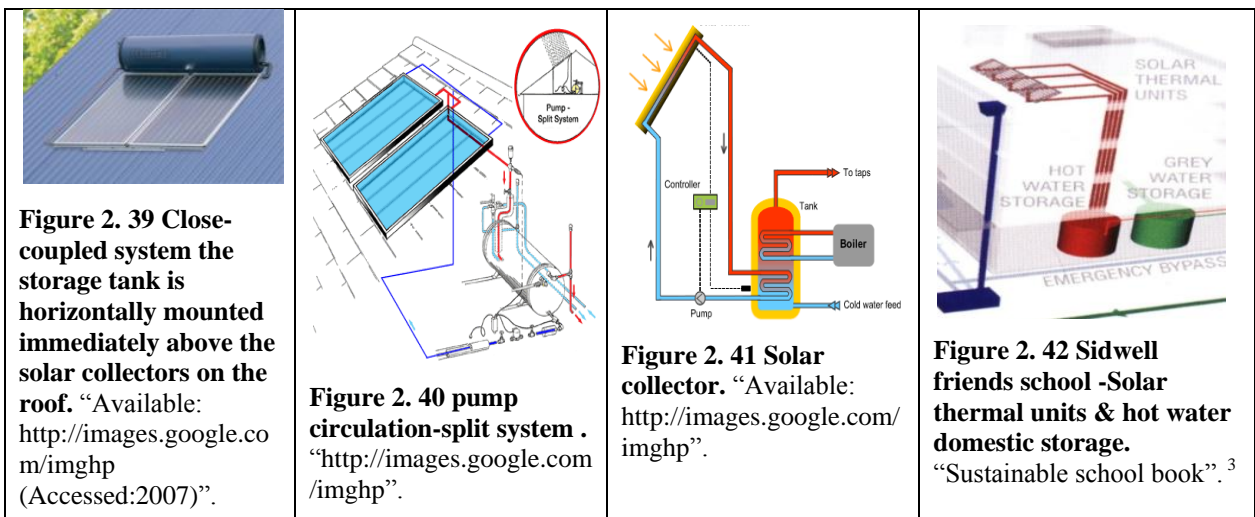 Figure 2. 39 Close-
coupled system the
storage tank is
horizontally mounted
immediately above the
solar collectors on the
roof. “Available:
http://images.google.co
m/imghp
(Accessed:2007)”.
Pump -
Split System
Figure 2. 40 pump
circulation-split system .
“http://images.google.com
/imghp”.
To taps
Controller
Tank
Boiler
Cold water feed
Pump
Figure 2. 41 Solar
collector. “Available:
http://images.google.com/
imghp”.
SOLAR
THERMAL
UNITS
HOT
WATER
STORAGE
GREY
WATER
STORAGE
EMERGENCY BYPASS
Figure 2. 42 Sidwell
friends school -Solar
thermal units & hot water
domestic storage.
“Sustainable school book”. 3